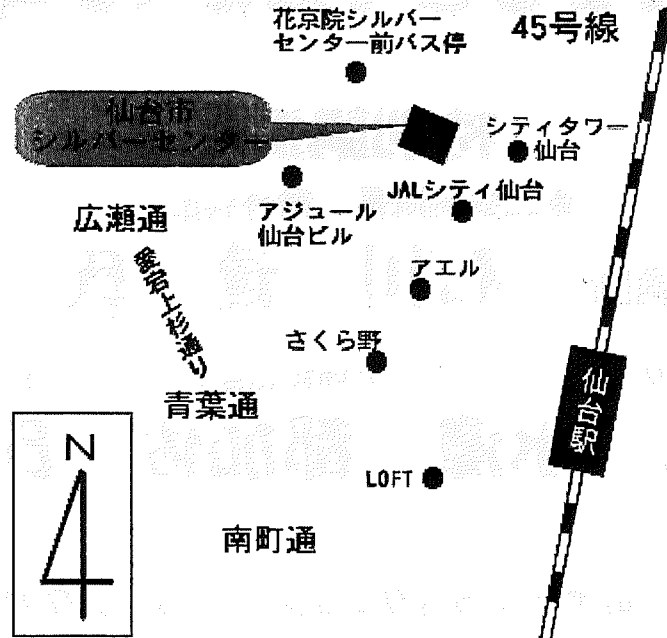 花京院シルバー
センター前バス停
45号線
仙台市
シルバーセンター
シティタワー
仙台
JALシティ仙台
アジュール
仙台ビル
広瀬通
愛宕上杉通り
アエル
さくら野
青葉通
仙台駅
N
LOFT
南町通